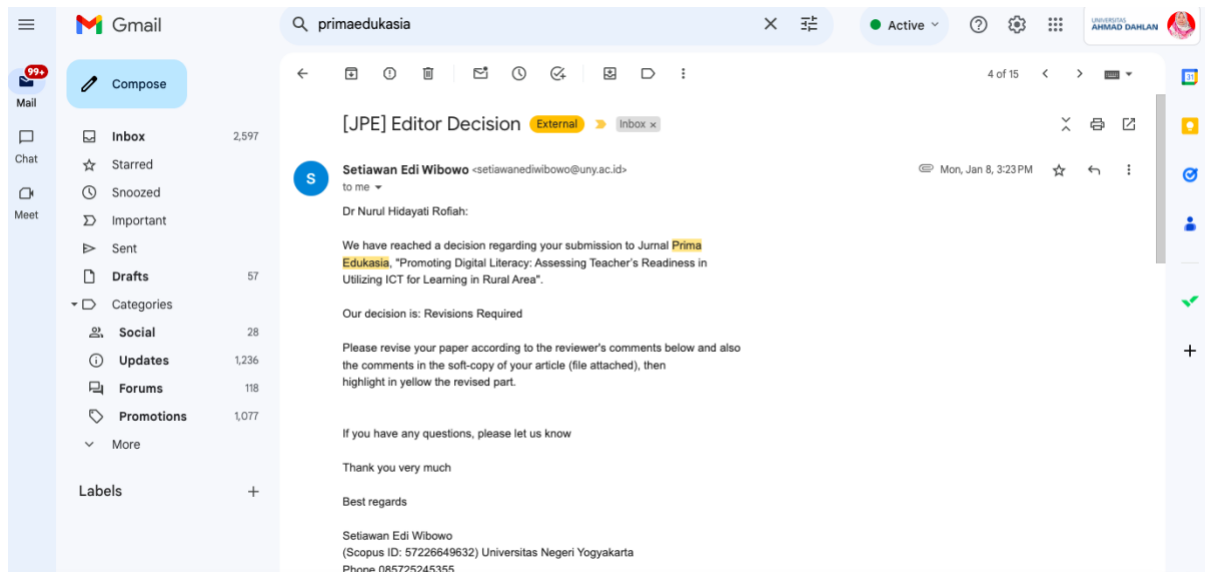 Gmail
primaedukasia
Active
UNIVERSITAS
AHMAD DAHLAN
99+
Mail
Chat
Meet
Compose
Inbox 2,597
Starred
Snoozed
Important
Sent
Drafts 57
Categories
Social 28
Updates 1,236
Forums 118
Promotions 1,077
More
Labels
4 of 15
31
[JPE] Editor Decision External Inbox ×
S
Setiawan Edi Wibowo <setiawanediwibowo@uny.ac.id>
Mon, Jan 8, 3:23 PM
to me
Dr Nurul Hidayati Rofiah:
We have reached a decision regarding your submission to Jurnal Prima
Edukasia, "Promoting Digital Literacy: Assessing Teacher's Readiness in
Utilizing ICT for Learning in Rural Area".
Our decision is: Revisions Required
Please revise your paper according to the reviewer's comments below and also
the comments in the soft-copy of your article (file attached), then
highlight in yellow the revised part.
If you have any questions, please let us know
Thank you very much
Best regards
Setiawan Edi Wibowo
(Scopus ID: 57226649632) Universitas Negeri Yogyakarta
Phone 085725245355